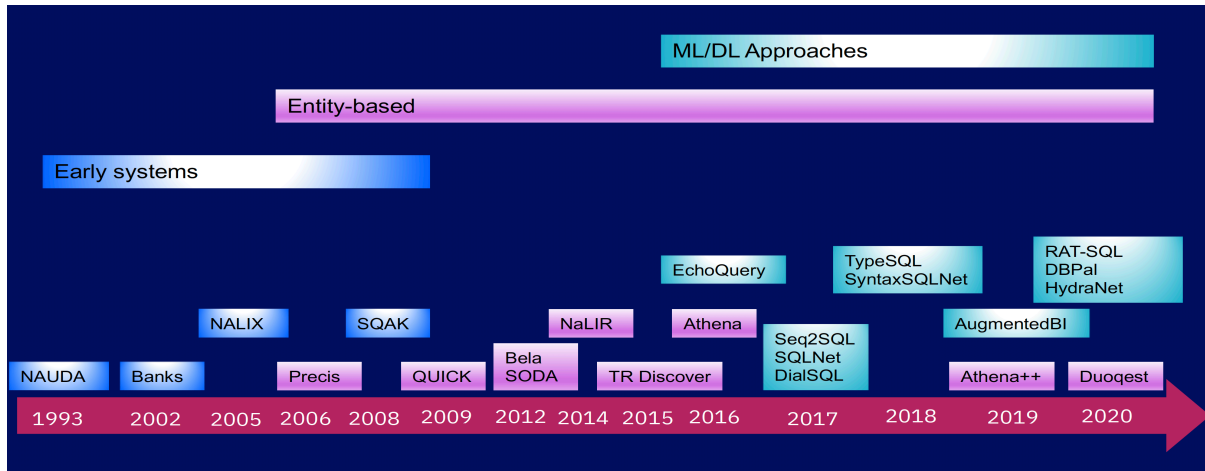 ML/DL Approaches
Entity-based
Early systems
EchoQuery
TypeSQL
SyntaxSQLNet
RAT-SQL
DBPal
HydraNet
NALIX
SQAK
NaLIR
Athena
AugmentedBI
NAUDA
Banks
Precis
QUICK
Bela
SODA
TR Discover
Seq2SQL
SQLNet
DialSQL
Athena++
Duoqest
1993 2002 2005 2006 2008 2009 2012 2014 2015 2016 2017 2018 2019 2020